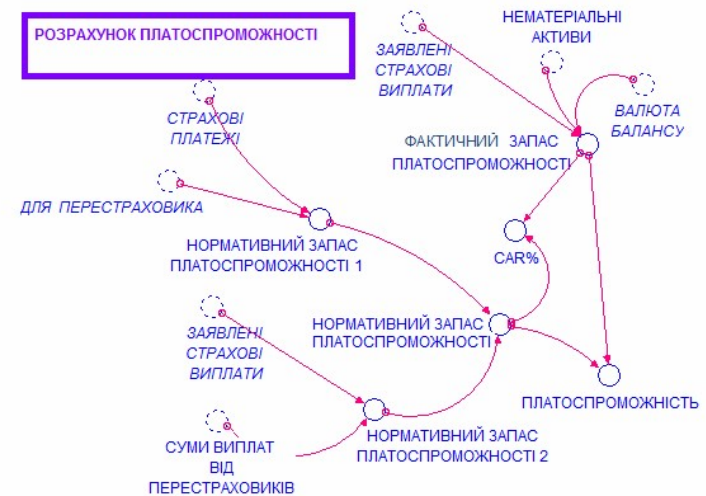 РОЗРАХУНОК ПЛАТОСПРОМОЖНОСТІ
НЕМАТЕРІАЛЬНІ
АКТИВИ
ЗАЯВЛЕНІ
СТРАХОВІ
ВИПЛАТИ
ВАЛЮТА
БАЛАНСУ
СТРАХОВІ
ПЛАТЕЖІ
ФАКТИЧНИЙ ЗАПАС
ПЛАТОСПРОМОЖНОСТІ
ДЛЯ ПЕРЕСТРАХОВИКА
НОРМАТИВНИЙ ЗАПАС
ПЛАТОСПРОМОЖНОСТІ 1
CAR%
НОРМАТИВНИЙ ЗАПАС
ПЛАТОСПРОМОЖНОСТІ
ЗАЯВЛЕНІ
СТРАХОВІ
ВИПЛАТИ
ПЛАТОСПРОМОЖНІСТЬ
НОРМАТИВНИЙ ЗАПАС
ПЛАТОСПРОМОЖНОСТІ 2
СУМИ ВИПЛАТ
ВІД
ПЕРЕСТРАХОВИКІВ